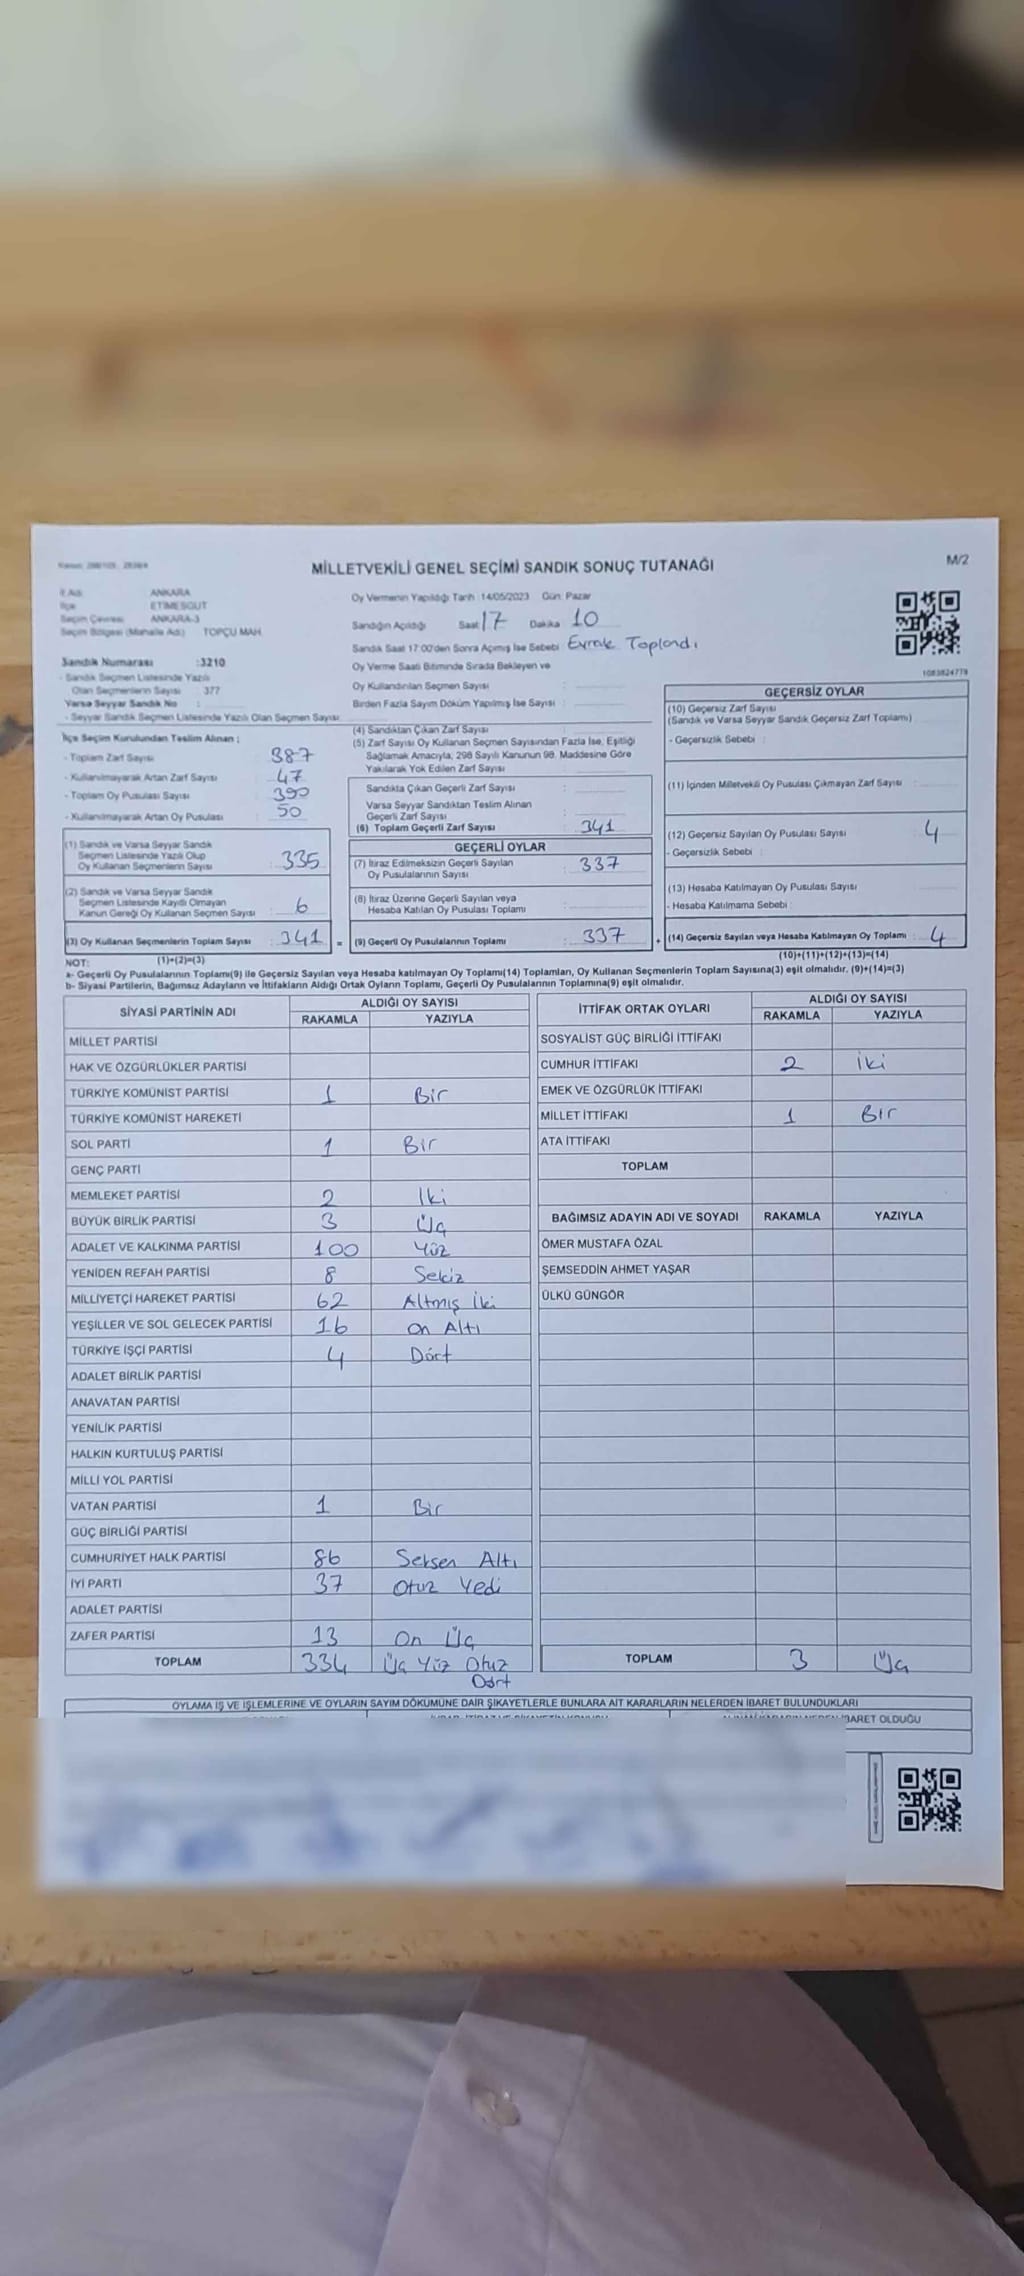 MİLLETVEKİLİ GENEL SEÇİMİ SANDIK SONUÇ TUTANAĞI
M/2
İl Adı : ANKARA
İlçe : ETİMESGUT
Seçim Çevresi : ANKARA-3
Seçim Bölgesi (Mahalle Adı) : TOPÇU MAH.
Sandık Numarası :3210
- Sandık Seçmen Listesinde Yazılı
Olan Seçmenlerin Sayısı : 377
Varsa Seyyar Sandık No :
- Seyyar Sandık Seçmen Listesinde Yazılı Olan Seçmen Sayısı:
Oy Vermenin Yapıldığı Tarih :14/05/2023 Gün: Pazar
Sandığın Açıldığı Saat 17 Dakika 10
Sandık Saat 17:00'den Sonra Açımış İse Sebebi Evrak Toplandı
Oy Verme Saati Bitiminde Sırada Bekleyen ve
Oy Kullandırılan Seçmen Sayısı :
Birden Fazla Sayım Döküm Yapılmış İse Sayısı :
1083824779
İlçe Seçim Kurulundan Teslim Alınan ;
- Toplam Zarf Sayısı : 387
- Kullanılmayarak Artan Zarf Sayısı : 47
- Toplam Oy Pusulası Sayısı : 390
- Kullanılmayarak Artan Oy Pusulası : 50
(4) Sandıktan Çıkan Zarf Sayısı :
(5) Zarf Sayısı Oy Kullanan Seçmen Sayısından Fazla İse, Eşitliği
Sağlamak Amacıyla, 298 Sayılı Kanunun 98. Maddesine Göre
Yakılarak Yok Edilen Zarf Sayısı :
Sandıkta Çıkan Geçerli Zarf Sayısı :
Varsa Seyyar Sandıktan Teslim Alınan
Geçerli Zarf Sayısı :
(6) Toplam Geçerli Zarf Sayısı : 341
GEÇERSİZ OYLAR
(10) Geçersiz Zarf Sayısı
(Sandık ve Varsa Seyyar Sandık Geçersiz Zarf Toplamı) :
- Geçersizlik Sebebi :
(11) İçinden Milletvekili Oy Pusulası Çıkmayan Zarf Sayısı :
(12) Geçersiz Sayılan Oy Pusulası Sayısı : 4
- Geçersizlik Sebebi :
(13) Hesaba Katılmayan Oy Pusulası Sayısı :
- Hesaba Katılmama Sebebi :
(1) Sandık ve Varsa Seyyar Sandık
Seçmen Listesinde Yazılı Olup
Oy Kullanan Seçmenlerin Sayısı : 335
(2) Sandık ve Varsa Seyyar Sandık
Seçmen Listesinde Kayıtlı Olmayan
Kanun Gereği Oy Kullanan Seçmen Sayısı : 6
GEÇERLİ OYLAR
(7) İtiraz Edilmeksizin Geçerli Sayılan
Oy Pusulalarının Sayısı : 337
(8) İtiraz Üzerine Geçerli Sayılan veya
Hesaba Katılan Oy Pusulası Toplamı :
(3) Oy Kullanan Seçmenlerin Toplam Sayısı : 341 = (9) Geçerli Oy Pusulalarının Toplamı : 337 + (14) Geçersiz Sayılan veya Hesaba Katılmayan Oy Toplamı : 4
NOT: (1)+(2)=(3) (10)+(11)+(12)+(13)=(14)
a- Geçerli Oy Pusulalarının Toplamı(9) ile Geçersiz Sayılan veya Hesaba katılmayan Oy Toplamı(14) Toplamları, Oy Kullanan Seçmenlerin Toplam Sayısına(3) eşit olmalıdır. (9)+(14)=(3)
b- Siyasi Partilerin, Bağımsız Adayların ve İttifakların Aldığı Ortak Oyların Toplamı, Geçerli Oy Pusulalarının Toplamına(9) eşit olmalıdır.
SİYASİ PARTİNİN ADI ALDIĞI OY SAYISI
RAKAMLA YAZIYLA
MİLLET PARTİSİ
HAK VE ÖZGÜRLÜKLER PARTİSİ
TÜRKİYE KOMÜNİST PARTİSİ 1 Bir
TÜRKİYE KOMÜNİST HAREKETİ
SOL PARTİ 1 Bir
GENÇ PARTİ
MEMLEKET PARTİSİ 2 İki
BÜYÜK BİRLİK PARTİSİ 3 Üç
ADALET VE KALKINMA PARTİSİ 100 Yüz
YENİDEN REFAH PARTİSİ 8 Sekiz
MİLLİYETÇİ HAREKET PARTİSİ 62 Altmış İki
YEŞİLLER VE SOL GELECEK PARTİSİ 16 On Altı
TÜRKİYE İŞÇİ PARTİSİ 4 Dört
ADALET BİRLİK PARTİSİ
ANAVATAN PARTİSİ
YENİLİK PARTİSİ
HALKIN KURTULUŞ PARTİSİ
MİLLİ YOL PARTİSİ
VATAN PARTİSİ 1 Bir
GÜÇ BİRLİĞİ PARTİSİ
CUMHURİYET HALK PARTİSİ 86 Seksen Altı
İYİ PARTİ 37 Otuz Yedi
ADALET PARTİSİ
ZAFER PARTİSİ 13 On Üç
TOPLAM 334 Üç Yüz Otuz
Dört
İTTİFAK ORTAK OYLARI ALDIĞI OY SAYISI
RAKAMLA YAZIYLA
SOSYALİST GÜÇ BİRLİĞİ İTTİFAKI
CUMHUR İTTİFAKI 2 İki
EMEK VE ÖZGÜRLÜK İTTİFAKI
MİLLET İTTİFAKI 1 Bir
ATA İTTİFAKI
TOPLAM
BAĞIMSIZ ADAYIN ADI VE SOYADI RAKAMLA YAZIYLA
ÖMER MUSTAFA ÖZAL
ŞEMSEDDİN AHMET YAŞAR
ÜLKÜ GÜNGÖR
TOPLAM 3 Üç
OYLAMA İŞ VE İŞLEMLERİNE VE OYLARIN SAYIM DÖKÜMÜNE DAİR ŞİKAYETLERLE BUNLARA AİT KARARLARIN NELERDEN İBARET BULUNDUKLARI
İBARET OLDUĞU